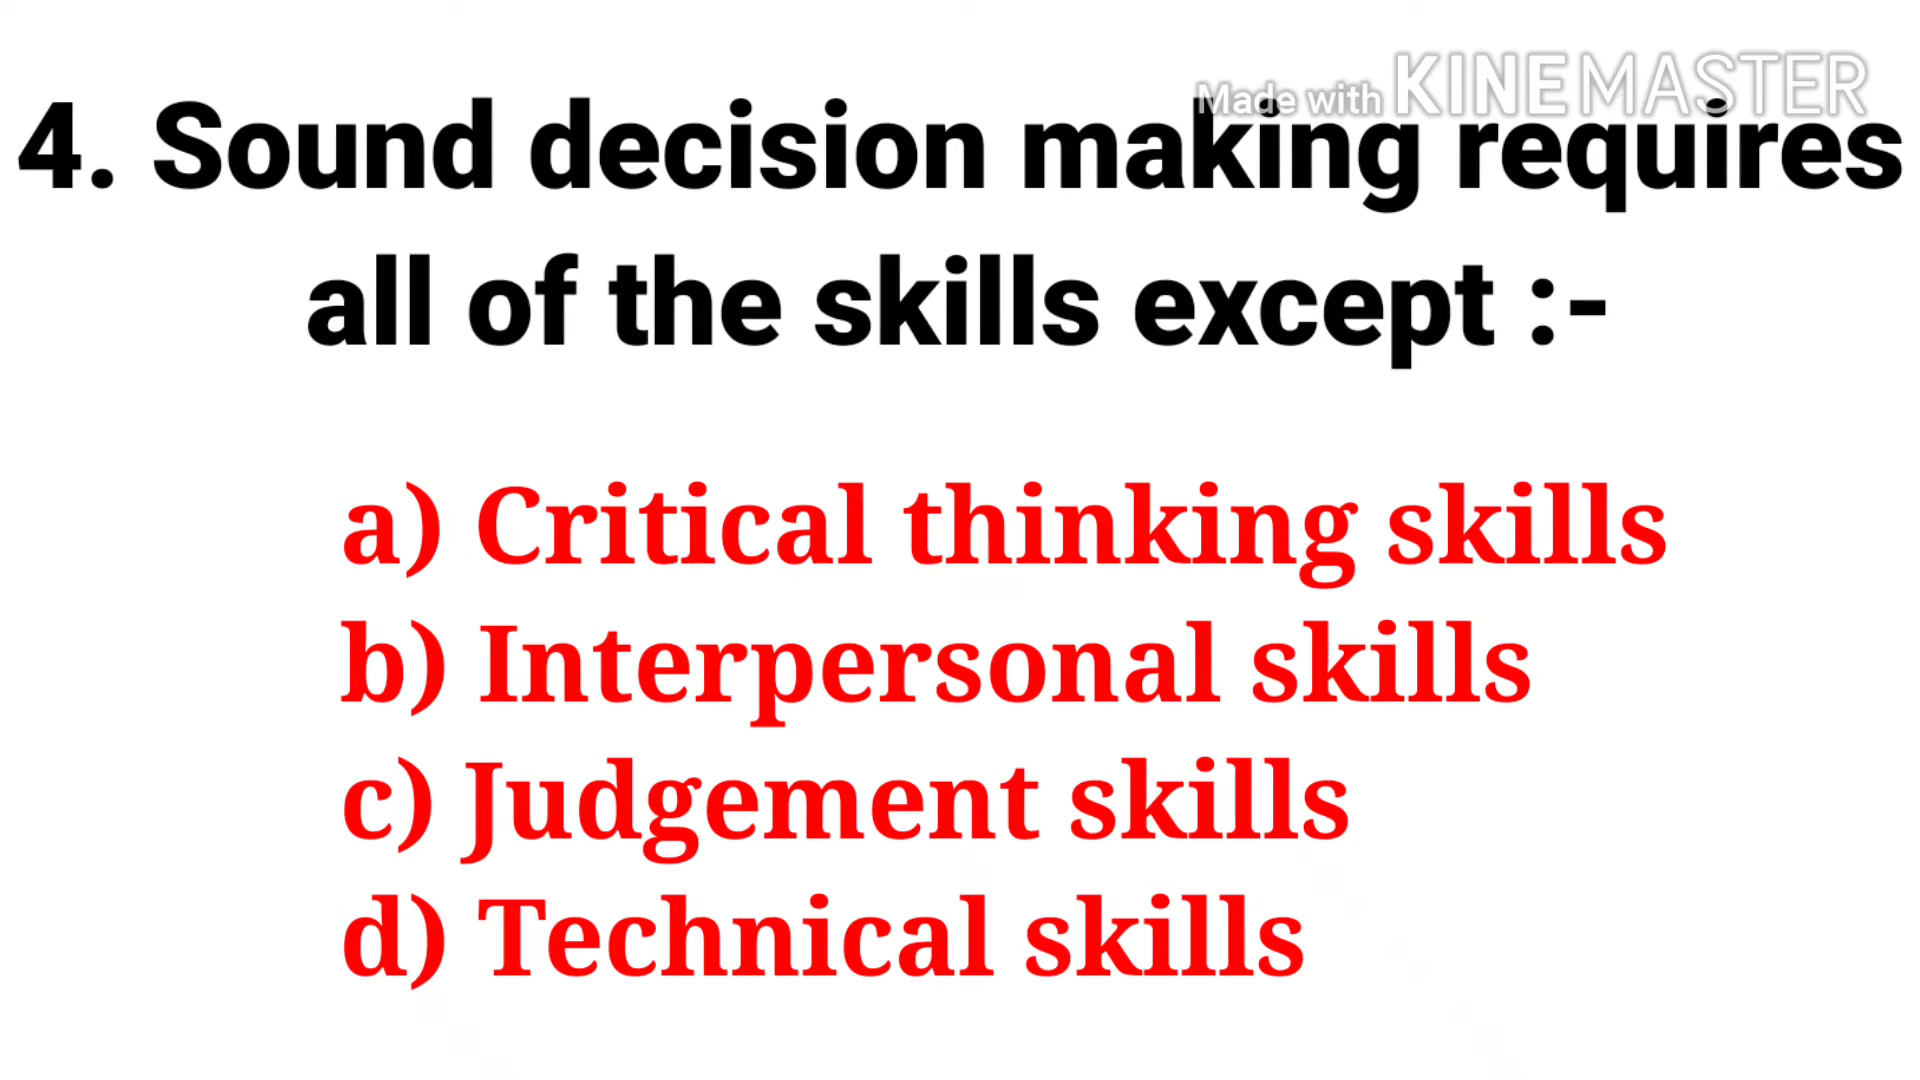 Made with KINEMASTER
4. Sound decision making requires
all of the skills except :-
a) Critical thinking skills
b) Interpersonal skills
c) Judgement skills
d) Technical skills